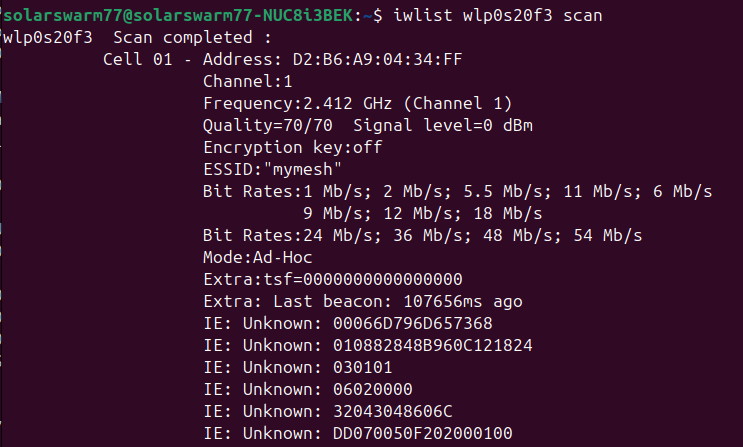 solarswarm77@solarswarm77-NUC8i3BEK:~$ iwlist wlp0s20f3 scan
wlp0s20f3  Scan completed :
          Cell 01 - Address: D2:B6:A9:04:34:FF
                    Channel:1
                    Frequency:2.412 GHz (Channel 1)
                    Quality=70/70  Signal level=0 dBm
                    Encryption key:off
                    ESSID:"mymesh"
                    Bit Rates:1 Mb/s; 2 Mb/s; 5.5 Mb/s; 11 Mb/s; 6 Mb/s
                              9 Mb/s; 12 Mb/s; 18 Mb/s
                    Bit Rates:24 Mb/s; 36 Mb/s; 48 Mb/s; 54 Mb/s
                    Mode:Ad-Hoc
                    Extra:tsf=0000000000000000
                    Extra: Last beacon: 107656ms ago
                    IE: Unknown: 00066D796D657368
                    IE: Unknown: 010882848B960C121824
                    IE: Unknown: 030101
                    IE: Unknown: 06020000
                    IE: Unknown: 32043048606C
                    IE: Unknown: DD070050F202000100